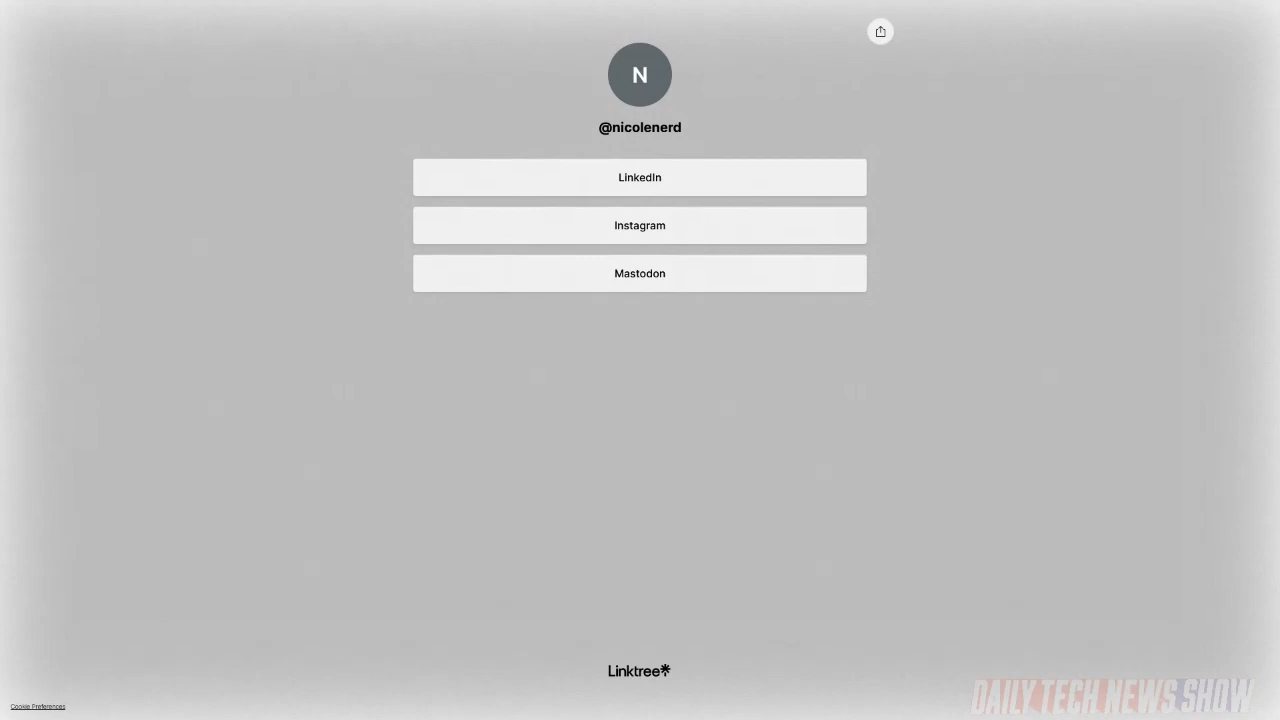 N
@nicolenerd
LinkedIn
Instagram
Mastodon
Linktree*
Cookie Preferences
DAILY TECH NEWS SHOW